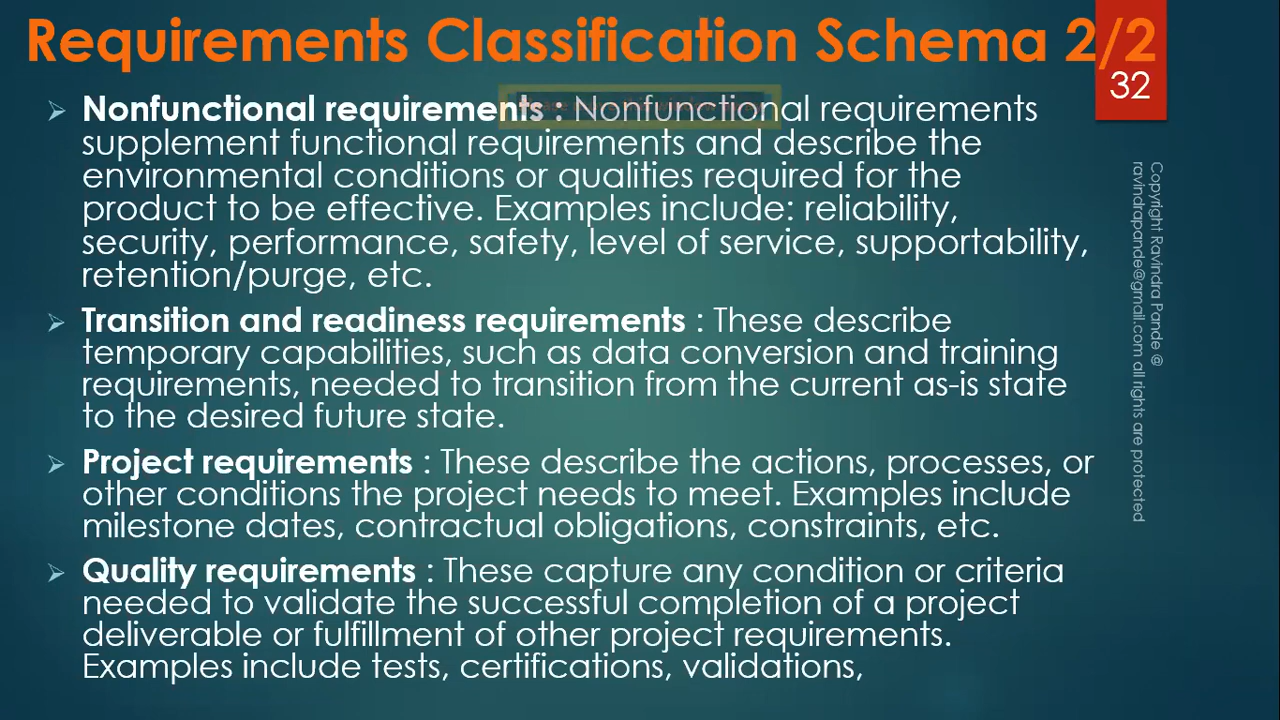 Requirements Classification Schema 2/2
32
Nonfunctional requirements : Nonfunctional requirements
supplement functional requirements and describe the
environmental conditions or qualities required for the
product to be effective. Examples include: reliability,
security, performance, safety, level of service, supportability,
retention/purge, etc.
Transition and readiness requirements : These describe
temporary capabilities, such as data conversion and training
requirements, needed to transition from the current as-is state
to the desired future state.
Project requirements : These describe the actions, processes, or
other conditions the project needs to meet. Examples include
milestone dates, contractual obligations, constraints, etc.
Quality requirements : These capture any condition or criteria
needed to validate the successful completion of a project
deliverable or fulfillment of other project requirements.
Examples include tests, certifications, validations,
Copyright Ravindra Pande @
ravindrapande@gmail.com all rights are protected